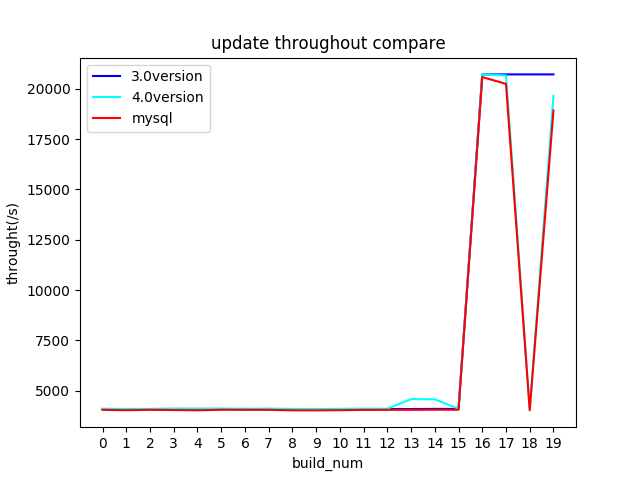 update throughout compare
3.0version
4.0version
mysql
throught(/s)
20000
17500
15000
12500
10000
7500
5000
0 1 2 3 4 5 6 7 8 9 10 11 12 13 14 15 16 17 18 19
build_num